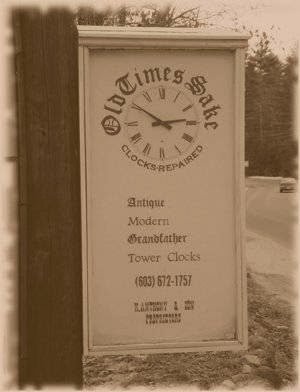 Old Times Sake
CLOCKS REPAIRED
Antique
Modern
Grandfather
Tower Clocks
(603) 672-1757